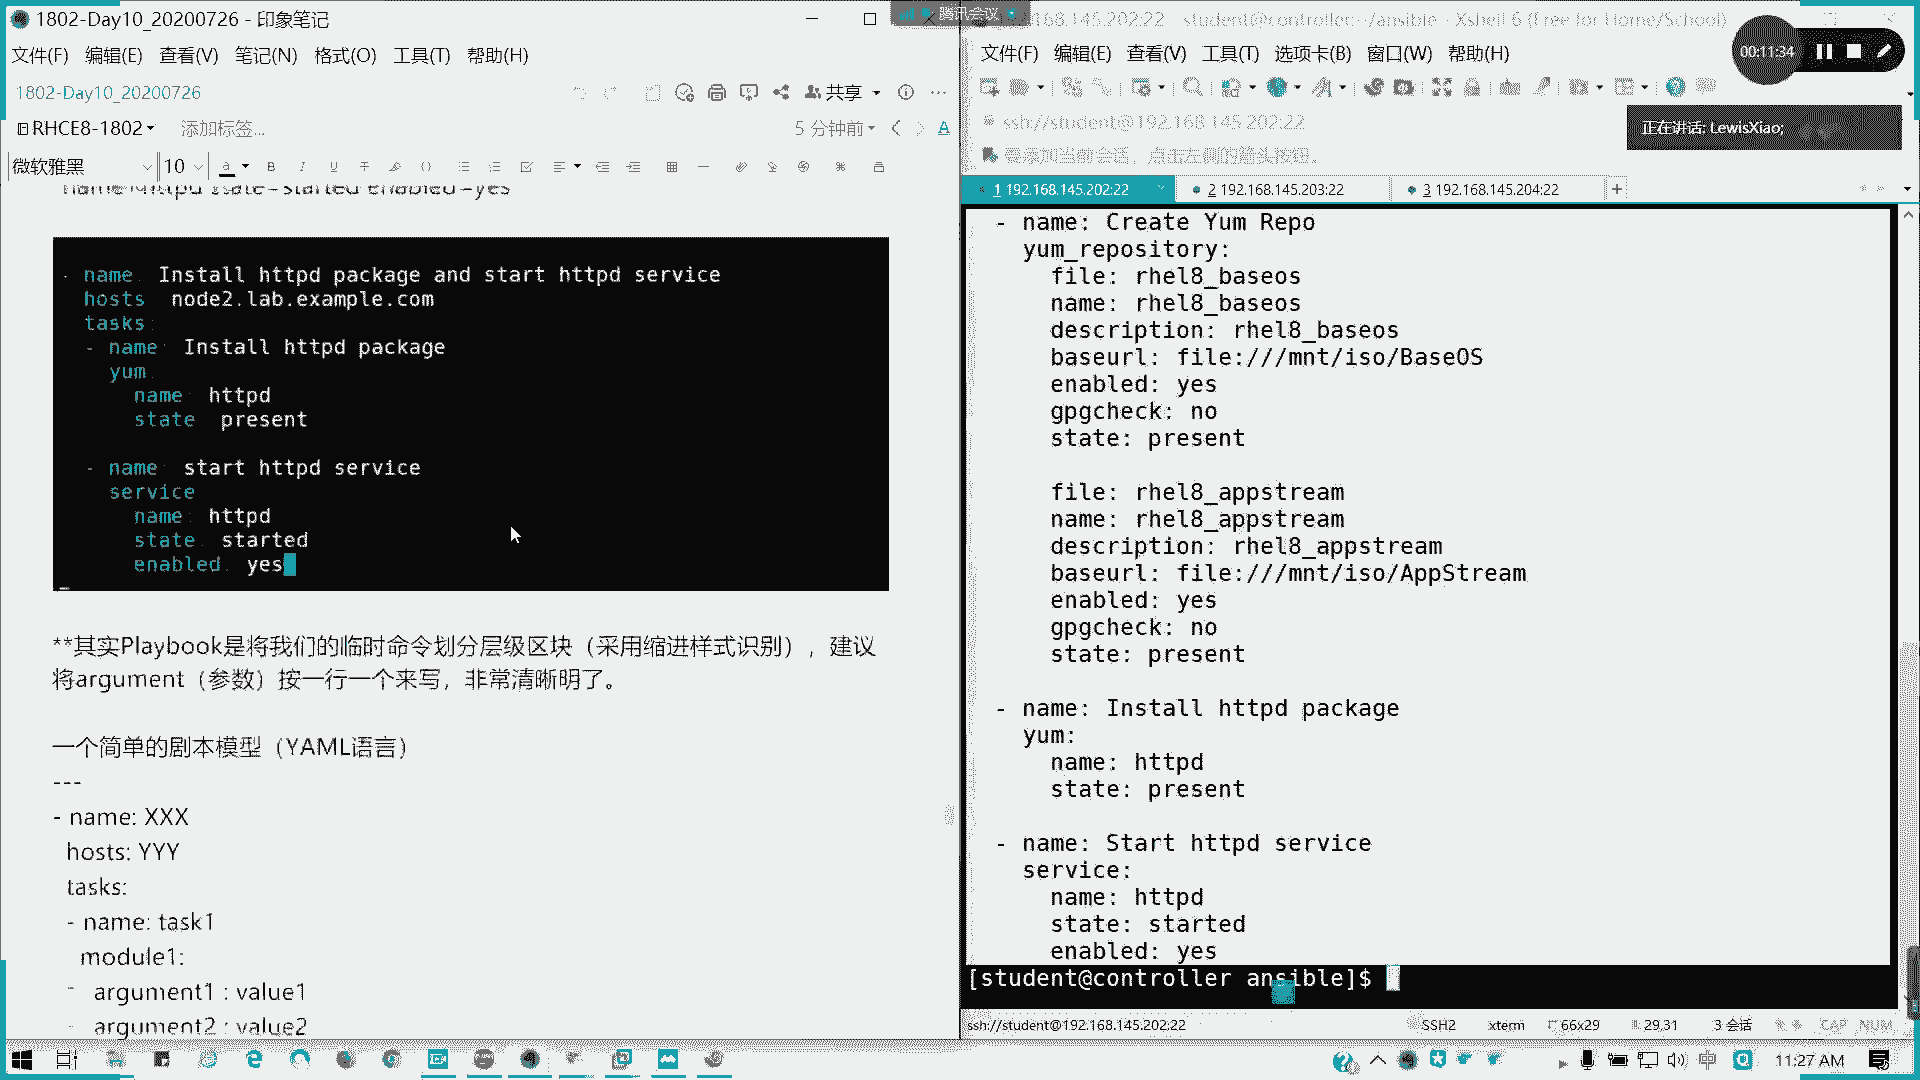 1802-Day10_20200726 - 印象笔记
文件(F) 编辑(E) 查看(V) 笔记(N) 格式(O) 工具(T) 帮助(H)
1802-Day10_20200726
共享
RHCE8-1802
添加标签...
5 分钟前
微软雅黑
10
name=httpd state=started enabled=yes
- name: Install httpd package and start httpd service
hosts: node2.lab.example.com
tasks:
- name: Install httpd package
yum:
name: httpd
state: present
- name: start httpd service
service
name: httpd
state: started
enabled: yes
**其实Playbook是将我们的临时命令划分层级区块（采用缩进样式识别），建议
将argument（参数）按一行一个来写，非常清晰明了。
一个简单的剧本模型（YAML语言）
---
- name: XXX
hosts: YYY
tasks:
- name: task1
module1:
- argument1 : value1
- argument2 : value2
腾讯会议
192.168.145.202:22 - student@controller:~/ansible - Xshell 6 (Free for Home/School)
文件(F) 编辑(E) 查看(V) 工具(T) 选项卡(B) 窗口(W) 帮助(H)
00:11:34
正在讲话: LewisXiao;
ssh://student@192.168.145.202:22
要添加当前会话，点击左侧的箭头按钮。
1 192.168.145.202:22
2 192.168.145.203:22
3 192.168.145.204:22
- name: Create Yum Repo
yum_repository:
file: rhel8_baseos
name: rhel8_baseos
description: rhel8_baseos
baseurl: file:///mnt/iso/BaseOS
enabled: yes
gpgcheck: no
state: present
file: rhel8_appstream
name: rhel8_appstream
description: rhel8_appstream
baseurl: file:///mnt/iso/AppStream
enabled: yes
gpgcheck: no
state: present
- name: Install httpd package
yum:
name: httpd
state: present
- name: Start httpd service
service:
name: httpd
state: started
enabled: yes
[student@controller ansible]$
ssh://student@192.168.145.202:22
SSH2
xterm
66x29
29,31
3 会话
CAP NUM
中
11:27 AM